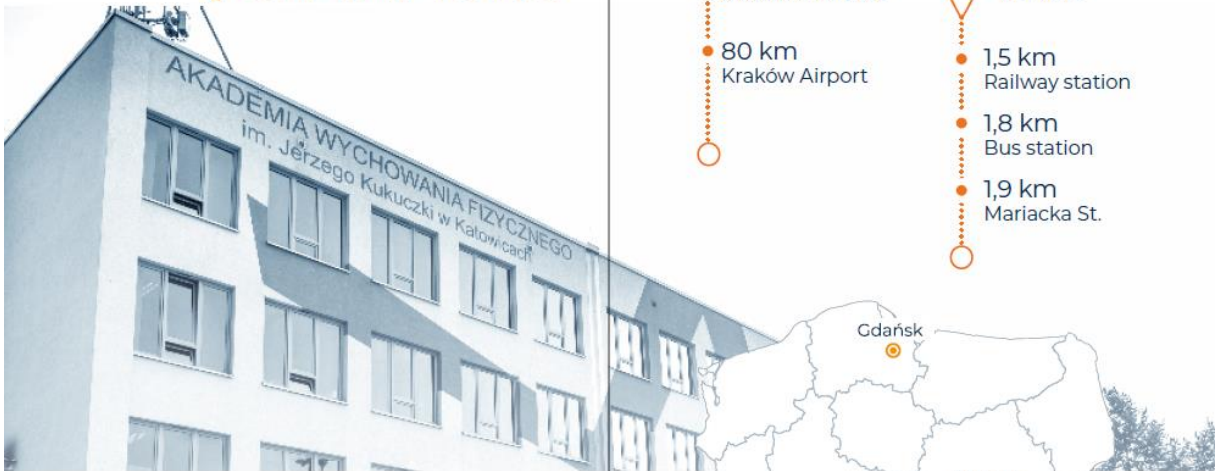 AKADEMIA WYCHOWANIA FIZYCZNEGO
im. Jerzego Kukuczki w Katowicach
80 km
Kraków Airport
1,5 km
Railway station
1,8 km
Bus station
1,9 km
Mariacka St.
Gdańsk